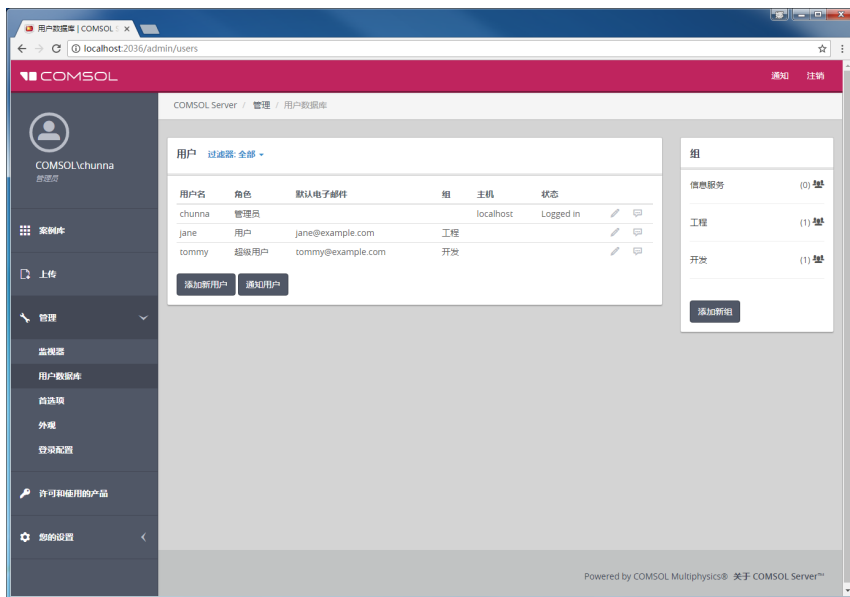 用户数据库 | COMSOL
localhost:2036/admin/users
COMSOL
通知 注销
COMSOL\chunna
管理员
案例库
上传
管理
监视器
用户数据库
首选项
外观
登录配置
许可和使用的产品
您的设置
COMSOL Server / 管理 / 用户数据库
用户 过滤器: 全部
用户名 角色 默认电子邮件 组 主机 状态
chunna 管理员 localhost Logged in
jane 用户 jane@example.com 工程
tommy 超级用户 tommy@example.com 开发
添加新用户 通知用户
组
信息服务 (0)
工程 (1)
开发 (1)
添加新组
Powered by COMSOL Multiphysics® 关于 COMSOL Server™